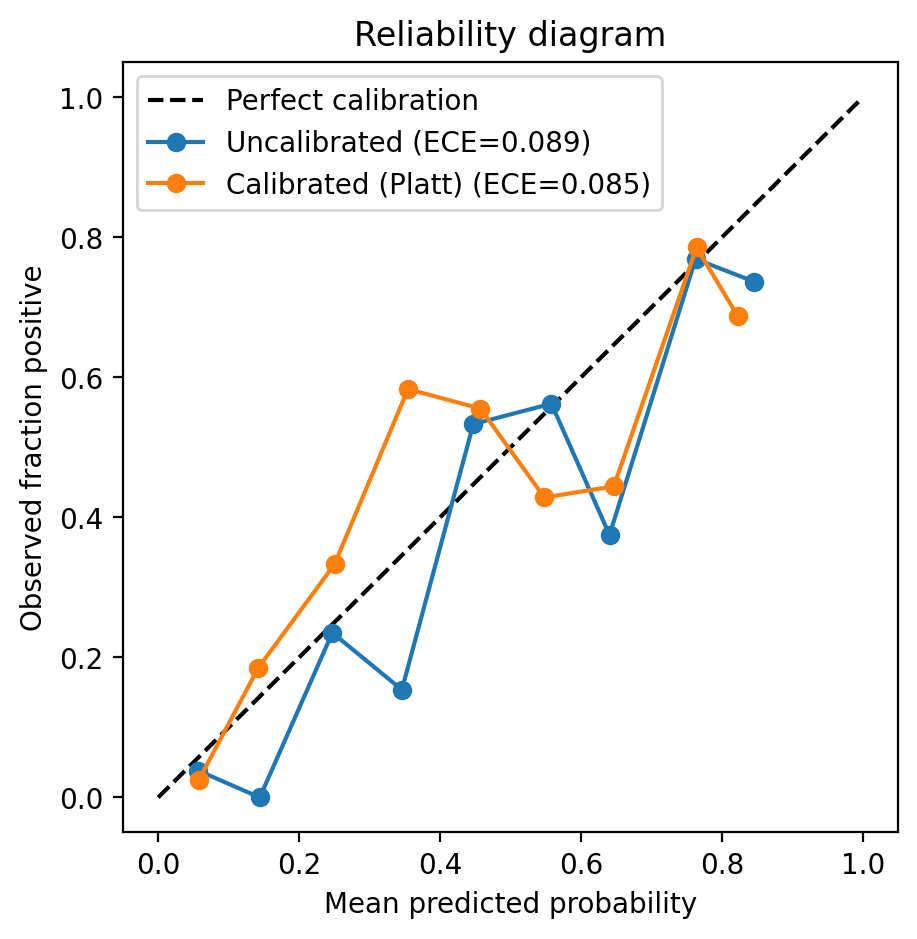 Reliability diagram
Perfect calibration
Uncalibrated (ECE=0.089)
Calibrated (Platt) (ECE=0.085)
1.0
0.8
0.6
0.4
0.2
0.0
Observed fraction positive
0.0 0.2 0.4 0.6 0.8 1.0
Mean predicted probability